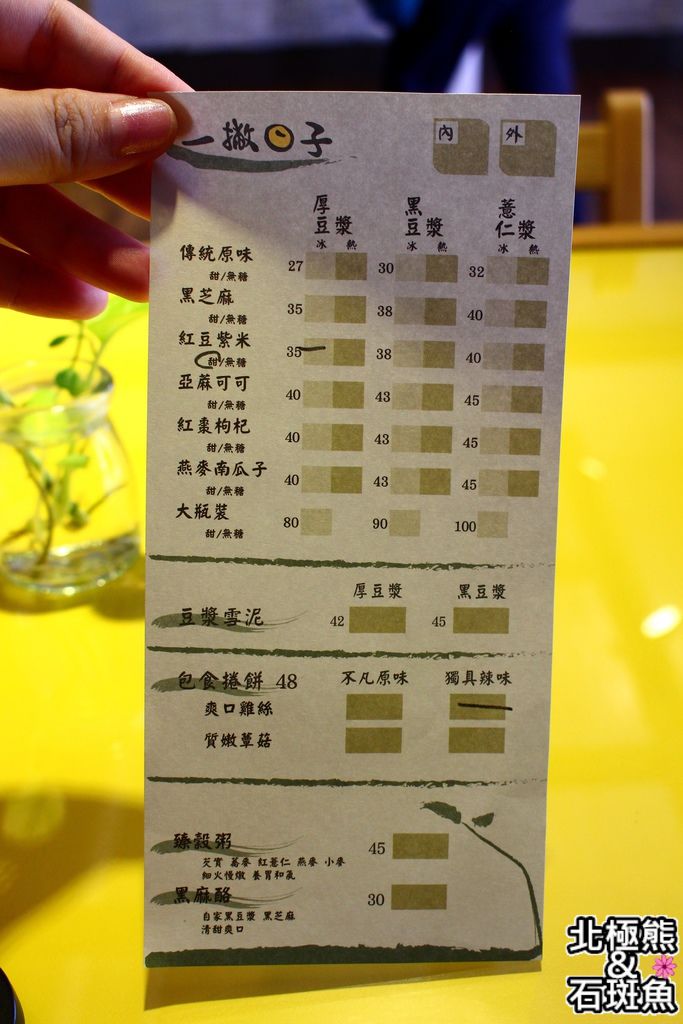 一撇子
內 外
厚豆漿 黑豆漿 薏仁漿
冰 熱 冰 熱 冰 熱
傳統原味 27 30 32
甜/無糖
黑芝麻 35 38 40
甜/無糖
紅豆紫米 35 38 40
甜/無糖
亞蔴可可 40 43 45
甜/無糖
紅棗枸杞 40 43 45
甜/無糖
燕麥南瓜子 40 43 45
甜/無糖
大瓶裝 80 90 100
甜/無糖
厚豆漿 黑豆漿
豆漿雪泥 42 45
包食捲餅 48 不凡原味 獨具辣味
爽口雞絲
質嫩蕈菇
臻穀粥 45
芡實 蕎麥 紅薏仁 燕麥 小麥
細火慢燉 養胃和氣
黑麻酪 30
自家黑豆漿 黑芝麻
清甜爽口
北極熊
&
石斑魚